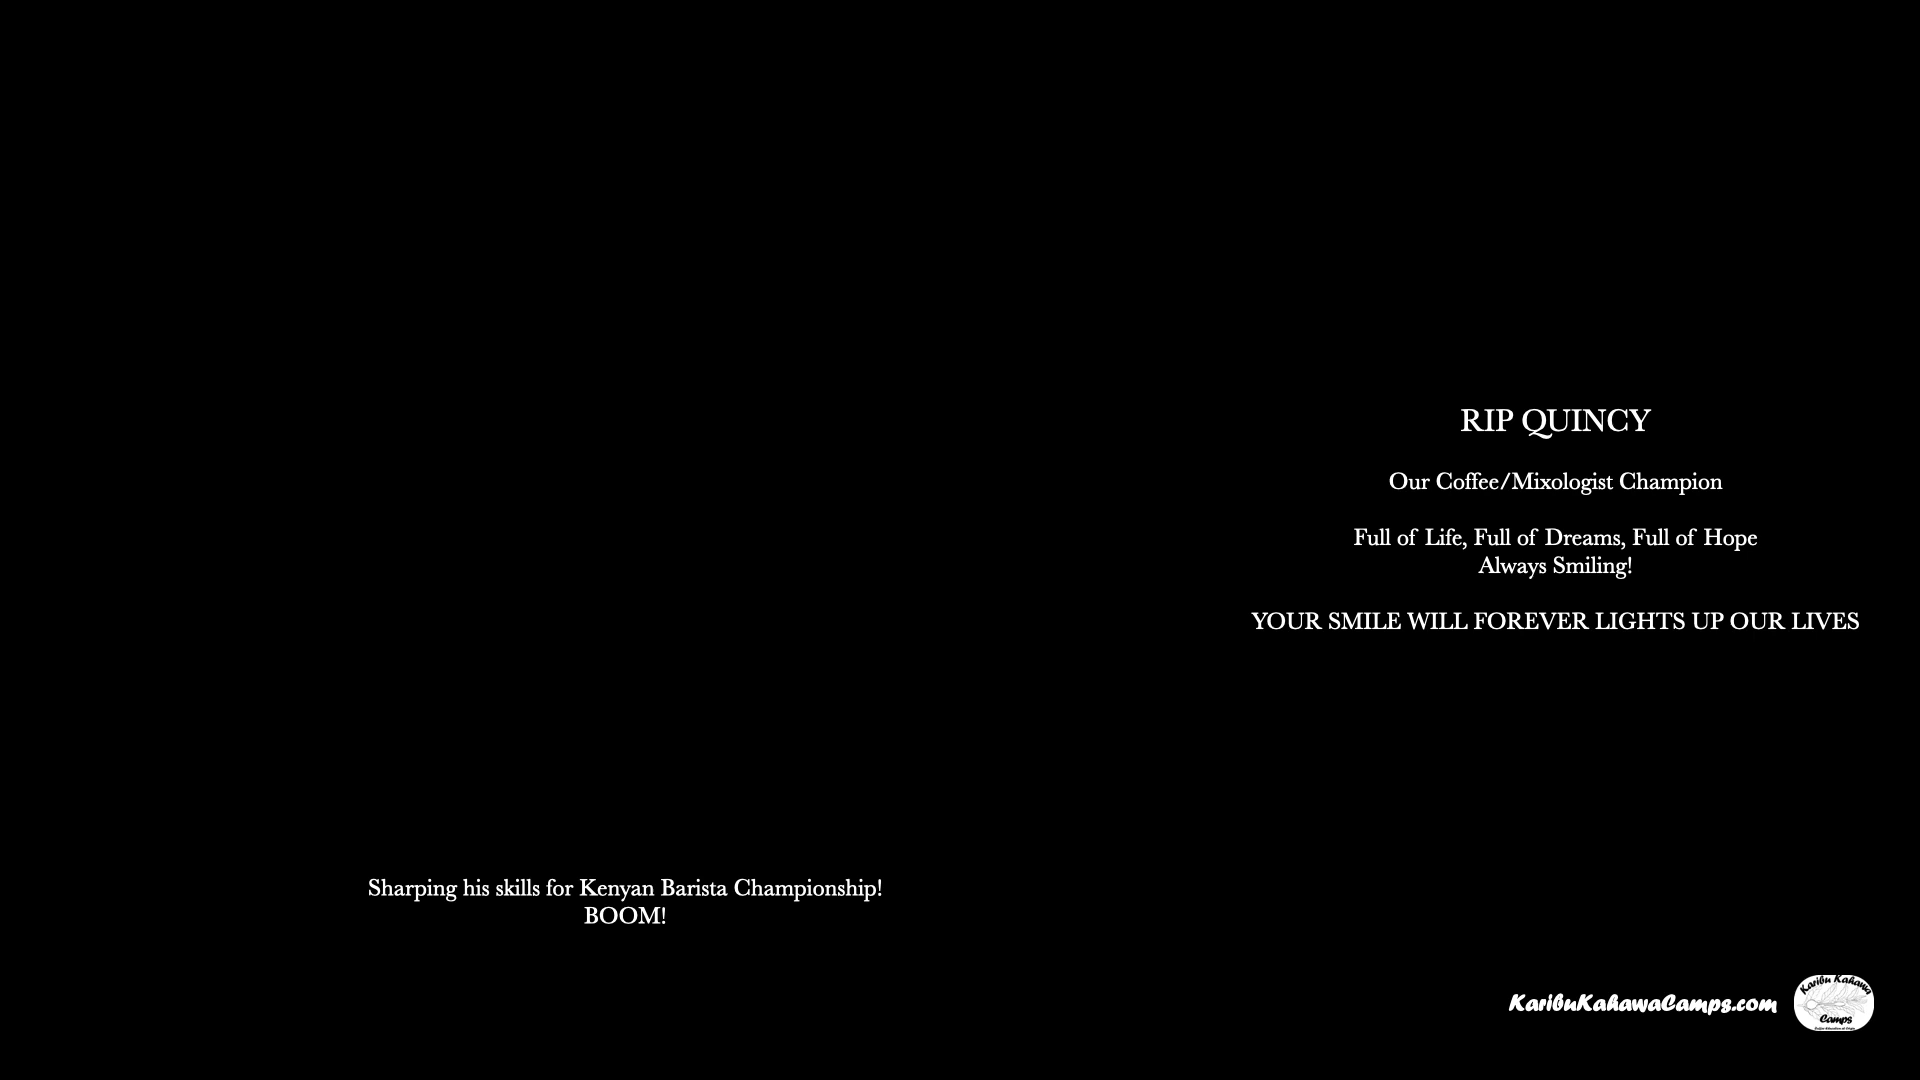 RIP QUINCY
Our Coffee/Mixologist Champion
Full of Life, Full of Dreams, Full of Hope
Always Smiling!
YOUR SMILE WILL FOREVER LIGHTS UP OUR LIVES
Sharping his skills for Kenyan Barista Championship!
BOOM!
KaribuKahawaCamps.com
Karibu Kahawa
Camps